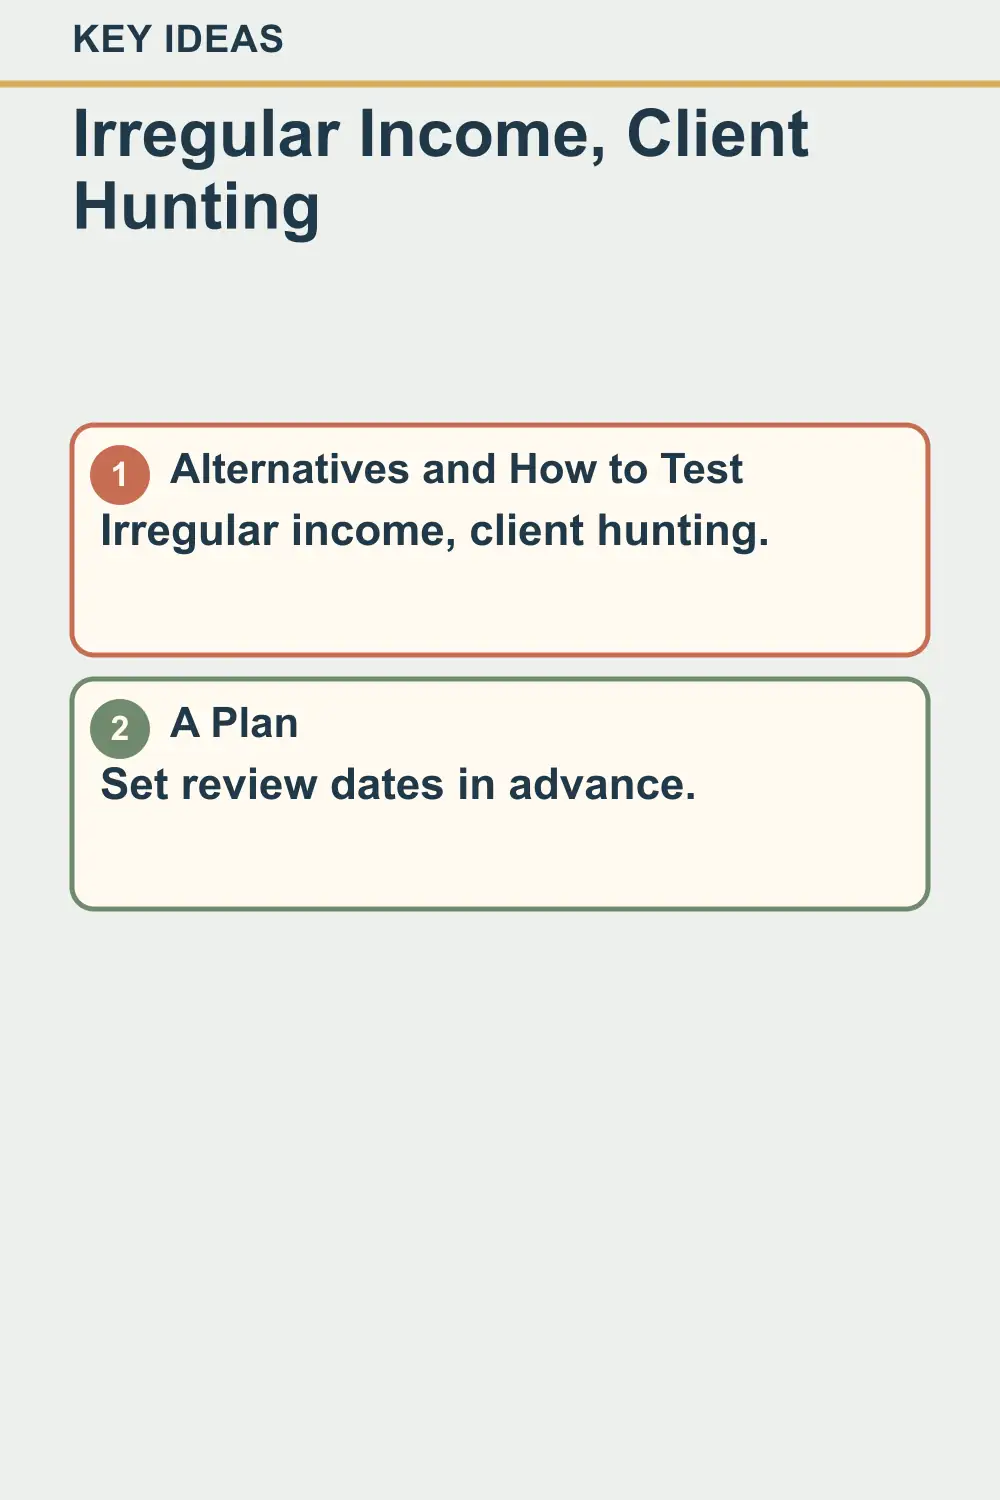 KEY IDEAS
Irregular Income, Client
Hunting
1 Alternatives and How to Test
Irregular income, client hunting.
2 A Plan
Set review dates in advance.